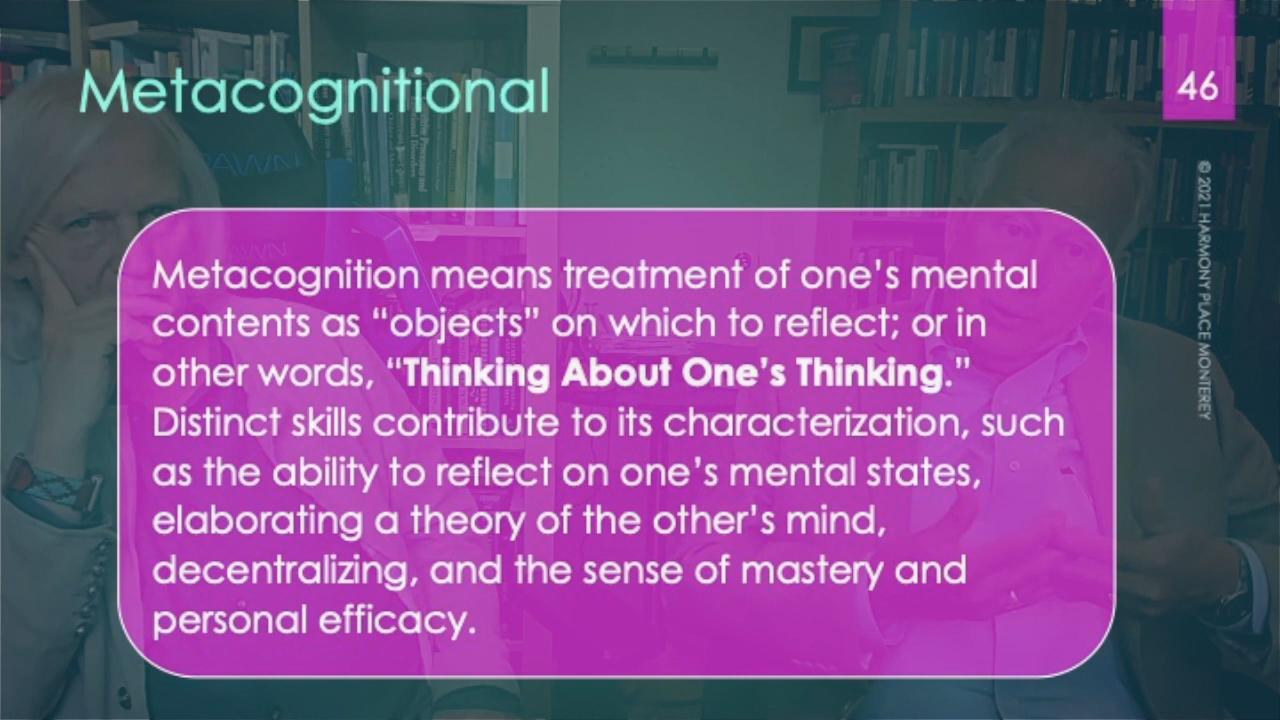 Metacognitional
46
© 2021 HARMONY PLACE MONTEREY
Metacognition means treatment of one’s mental
contents as “objects” on which to reflect; or in
other words, “Thinking About One’s Thinking.”
Distinct skills contribute to its characterization, such
as the ability to reflect on one’s mental states,
elaborating a theory of the other’s mind,
decentralizing, and the sense of mastery and
personal efficacy.